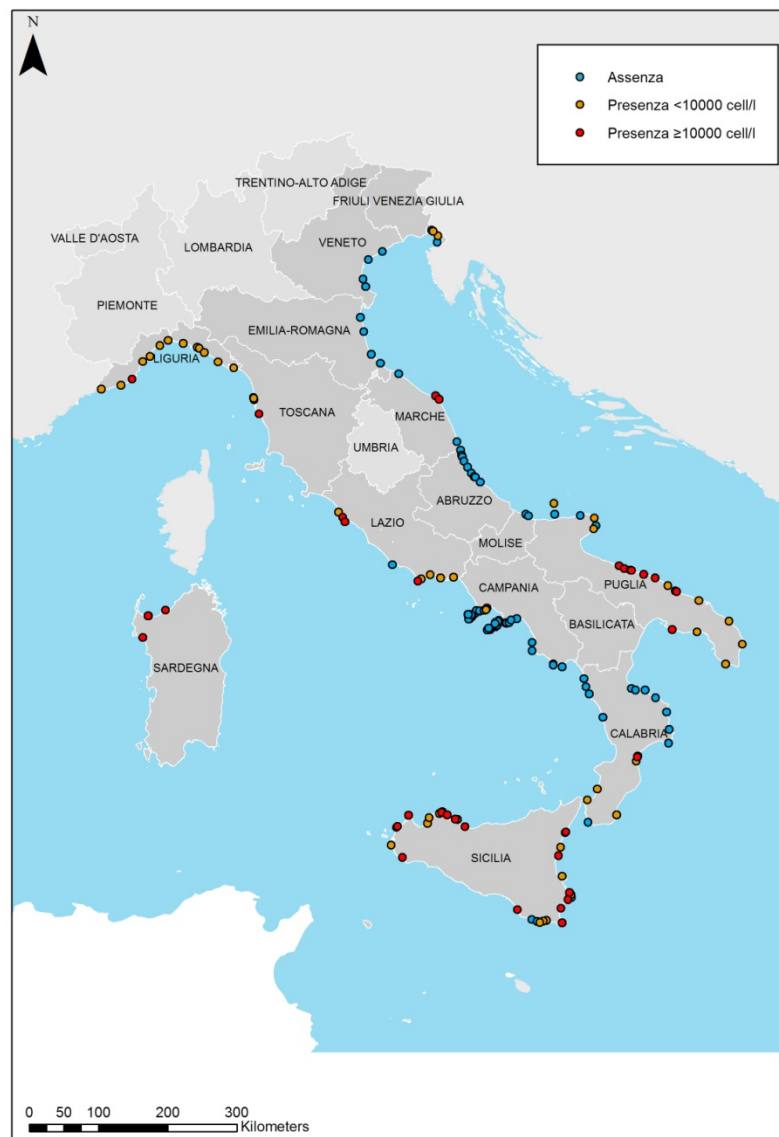 N
Assenza
Presenza <10000 cell/l
Presenza ≥10000 cell/l
TRENTINO-ALTO ADIGE
FRIULI VENEZIA GIULIA
VALLE D'AOSTA
LOMBARDIA
VENETO
PIEMONTE
EMILIA-ROMAGNA
LIGURIA
TOSCANA
MARCHE
UMBRIA
ABRUZZO
LAZIO
MOLISE
CAMPANIA
PUGLIA
BASILICATA
SARDEGNA
CALABRIA
SICILIA
0 50 100 200 300
Kilometers